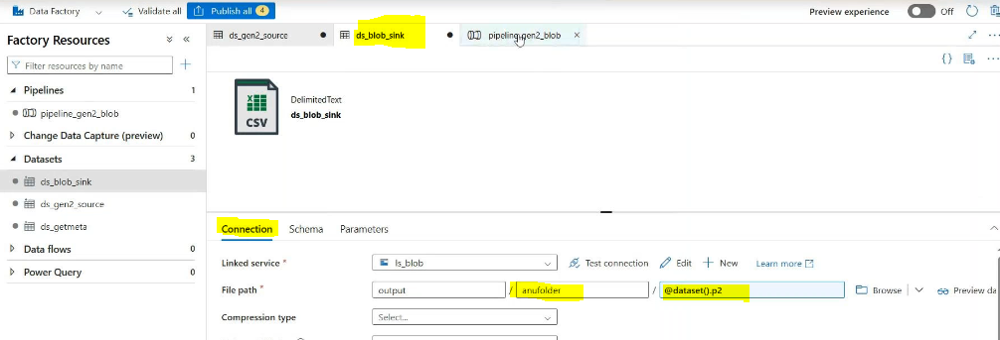 Data Factory Validate all Publish all 4 Preview experience Off
Factory Resources
ds_gen2_source ds_blob_sink pipeline_gen2_blob
Filter resources by name
Pipelines 1
pipeline_gen2_blob
Change Data Capture (preview) 0
Datasets 3
ds_blob_sink
ds_gen2_source
ds_getmeta
Data flows 0
Power Query 0
CSV
DelimitedText
ds_blob_sink
Connection Schema Parameters
Linked service * ls_blob Test connection Edit New Learn more
File path * output / anufolder / @dataset().p2 Browse Preview da
Compression type Select...